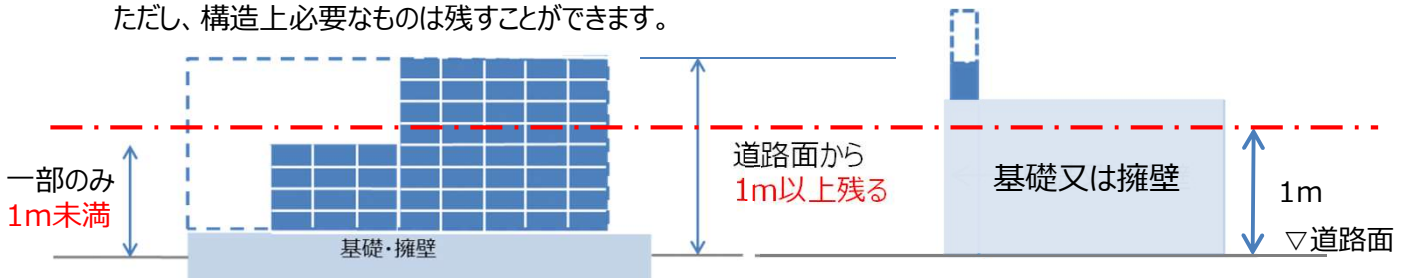 ただし、構造上必要なものは残すことができます。
一部のみ
1m未満
基礎・擁壁
道路面から
1m以上残る
基礎又は擁壁
1m
▽道路面